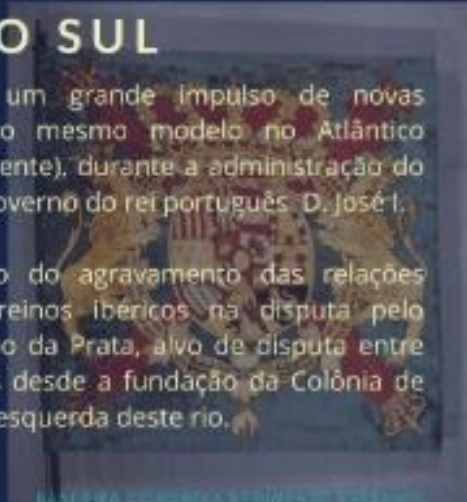 O SUL
um grande impulso de novas
o mesmo modelo no Atlântico
ente), durante a administração do
overno do rei português D. José I.
o do agravamento das relações
reinos ibéricos na disputa pelo
o da Prata, alvo de disputa entre
s desde a fundação da Colônia de
esquerda deste rio.